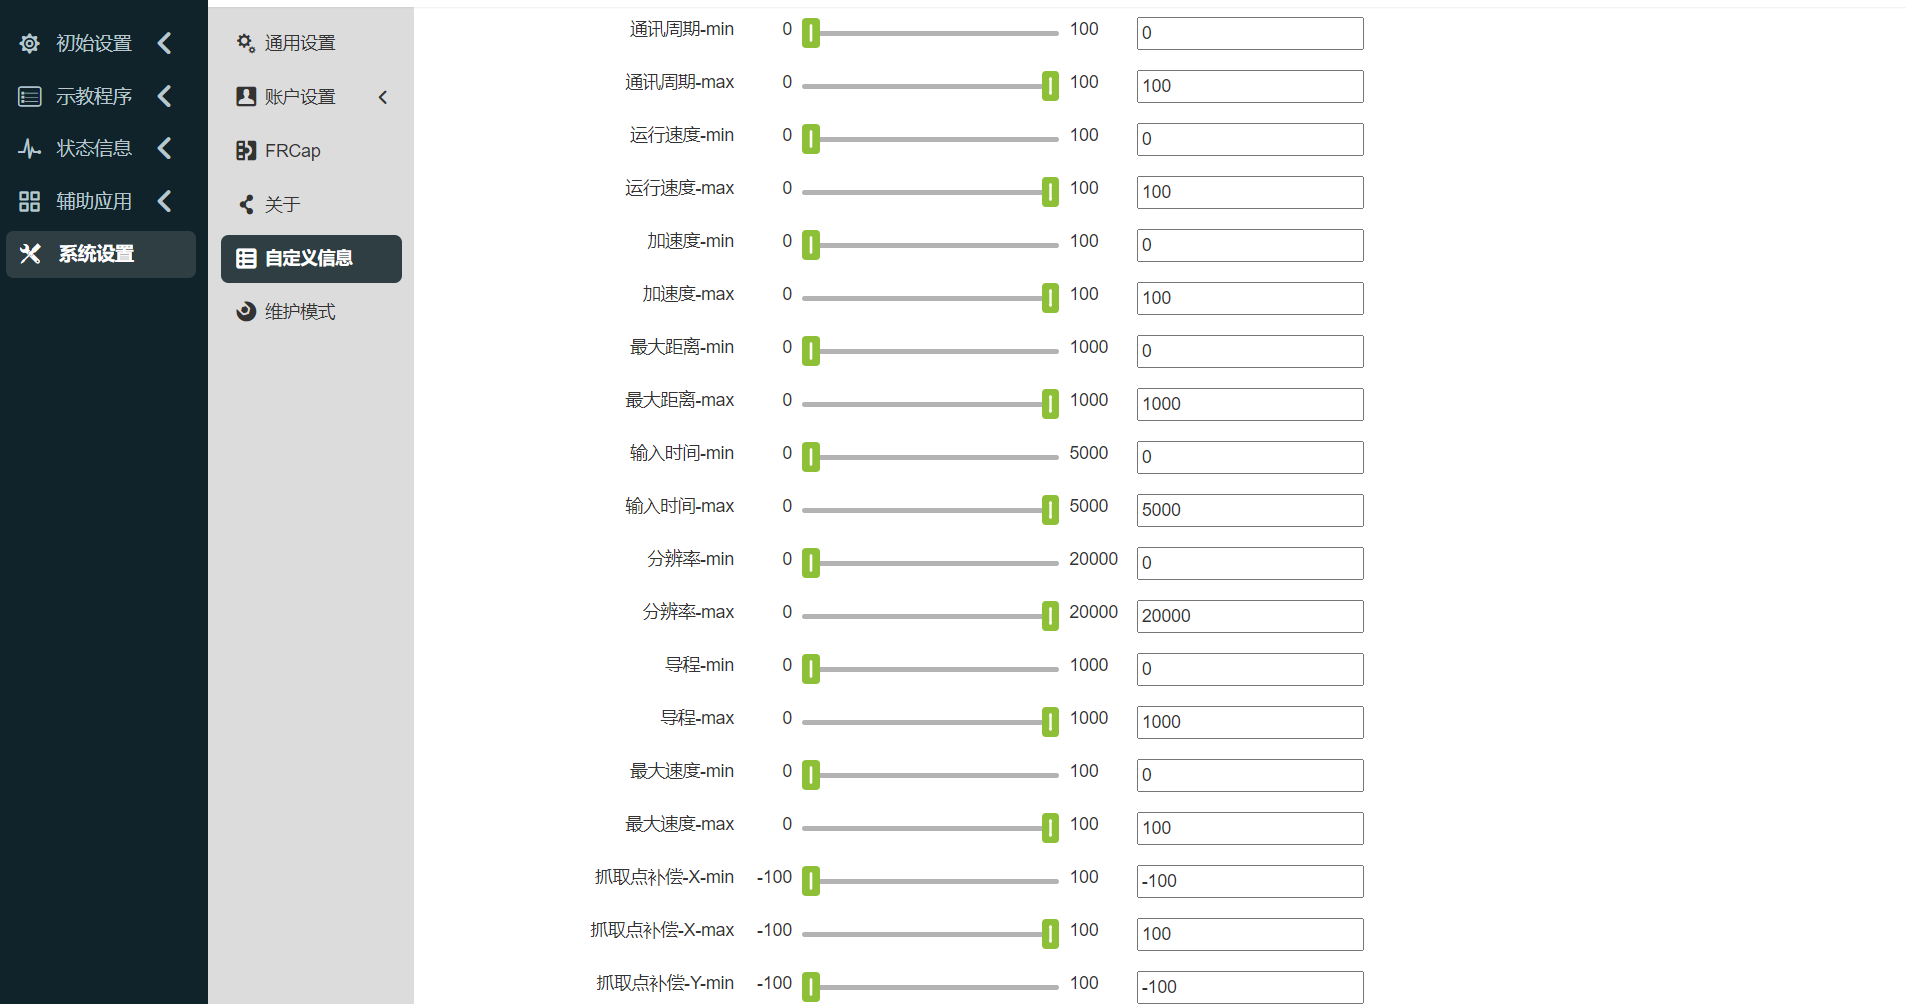 初始设置
示教程序
状态信息
辅助应用
系统设置
通用设置
账户设置
FRCap
关于
自定义信息
维护模式
通讯周期-min 0 100 0
通讯周期-max 0 100 100
运行速度-min 0 100 0
运行速度-max 0 100 100
加速度-min 0 100 0
加速度-max 0 100 100
最大距离-min 0 1000 0
最大距离-max 0 1000 1000
输入时间-min 0 5000 0
输入时间-max 0 5000 5000
分辨率-min 0 20000 0
分辨率-max 0 20000 20000
导程-min 0 1000 0
导程-max 0 1000 1000
最大速度-min 0 100 0
最大速度-max 0 100 100
抓取点补偿-X-min -100 100 -100
抓取点补偿-X-max -100 100 100
抓取点补偿-Y-min -100 100 -100